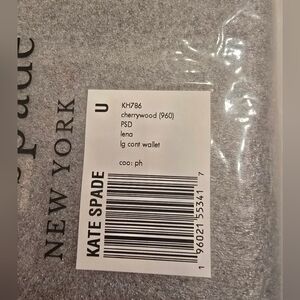 spade
NEW YORK
KATE SPADE
U
KH786
cherrywood (960)
PSD
lena
lg cont wallet
coo: ph
1 96021 55341 7